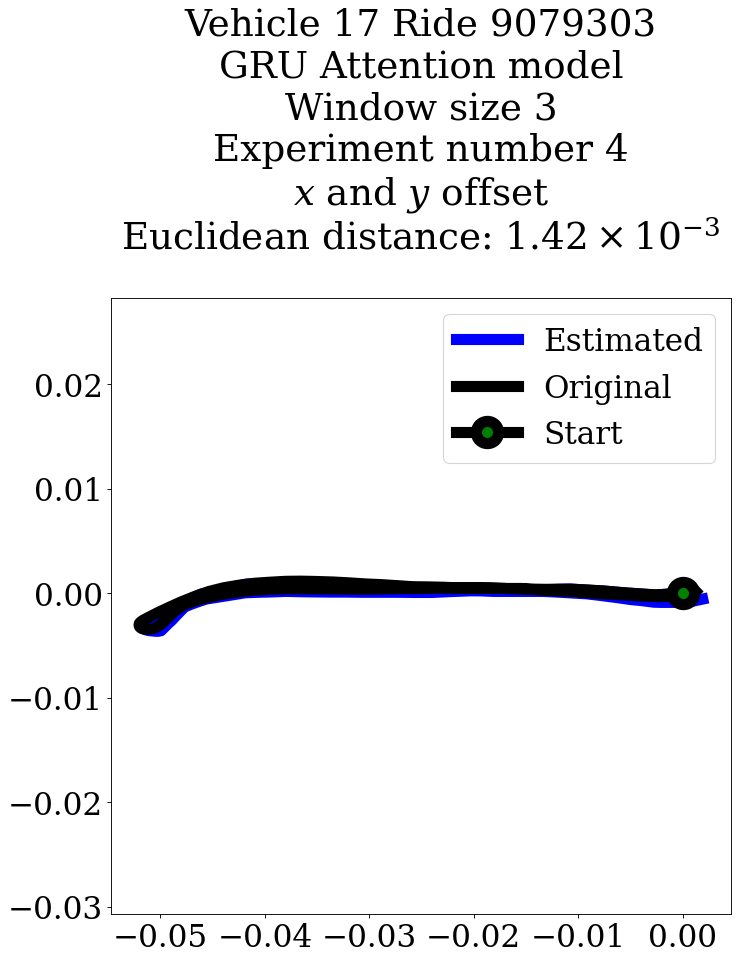 Vehicle 17 Ride 9079303
GRU Attention model
Window size 3
Experiment number 4
x and y offset
Euclidean distance: 1.42 × 10⁻³
Estimated
Original
Start
0.02
0.01
0.00
−0.01
−0.02
−0.03
−0.05 −0.04 −0.03 −0.02 −0.01 0.00